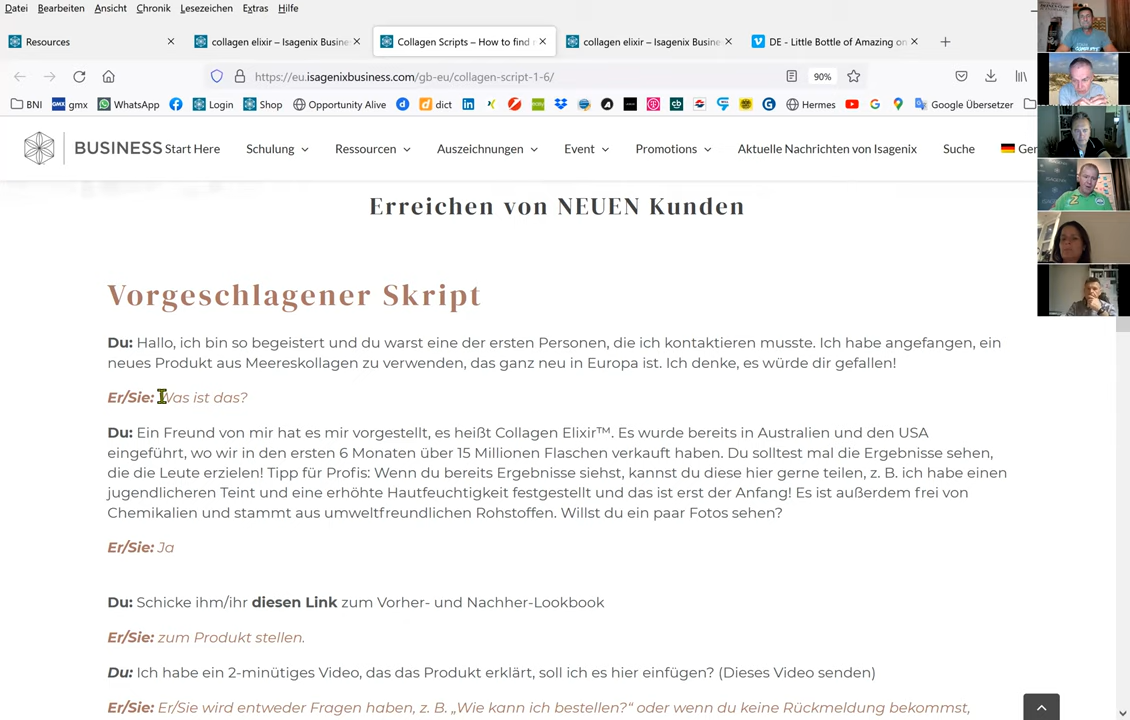 Datei Bearbeiten Ansicht Chronik Lesezeichen Extras Hilfe
Resources
collagen elixir – Isagenix Busine
Collagen Scripts – How to find
collagen elixir – Isagenix Busine
DE - Little Bottle of Amazing on
https://eu.isagenixbusiness.com/gb-eu/collagen-script-1-6/
90%
BNI gmx WhatsApp Login Shop Opportunity Alive dict Hermes Google Übersetzer
BUSINESS Start Here Schulung Ressourcen Auszeichnungen Event Promotions Aktuelle Nachrichten von Isagenix Suche Ger
Erreichen von NEUEN Kunden
Vorgeschlagener Skript
Du: Hallo, ich bin so begeistert und du warst eine der ersten Personen, die ich kontaktieren musste. Ich habe angefangen, ein
neues Produkt aus Meereskollagen zu verwenden, das ganz neu in Europa ist. Ich denke, es würde dir gefallen!
Er/Sie: Was ist das?
Du: Ein Freund von mir hat es mir vorgestellt, es heißt Collagen Elixir™. Es wurde bereits in Australien und den USA
eingeführt, wo wir in den ersten 6 Monaten über 15 Millionen Flaschen verkauft haben. Du solltest mal die Ergebnisse sehen,
die die Leute erzielen! Tipp für Profis: Wenn du bereits Ergebnisse siehst, kannst du diese hier gerne teilen, z. B. ich habe einen
jugendlicheren Teint und eine erhöhte Hautfeuchtigkeit festgestellt und das ist erst der Anfang! Es ist außerdem frei von
Chemikalien und stammt aus umweltfreundlichen Rohstoffen. Willst du ein paar Fotos sehen?
Er/Sie: Ja
Du: Schicke ihm/ihr diesen Link zum Vorher- und Nachher-Lookbook
Er/Sie: zum Produkt stellen.
Du: Ich habe ein 2-minütiges Video, das das Produkt erklärt, soll ich es hier einfügen? (Dieses Video senden)
Er/Sie: Er/Sie wird entweder Fragen haben, z. B. „Wie kann ich bestellen?“ oder wenn du keine Rückmeldung bekommst,